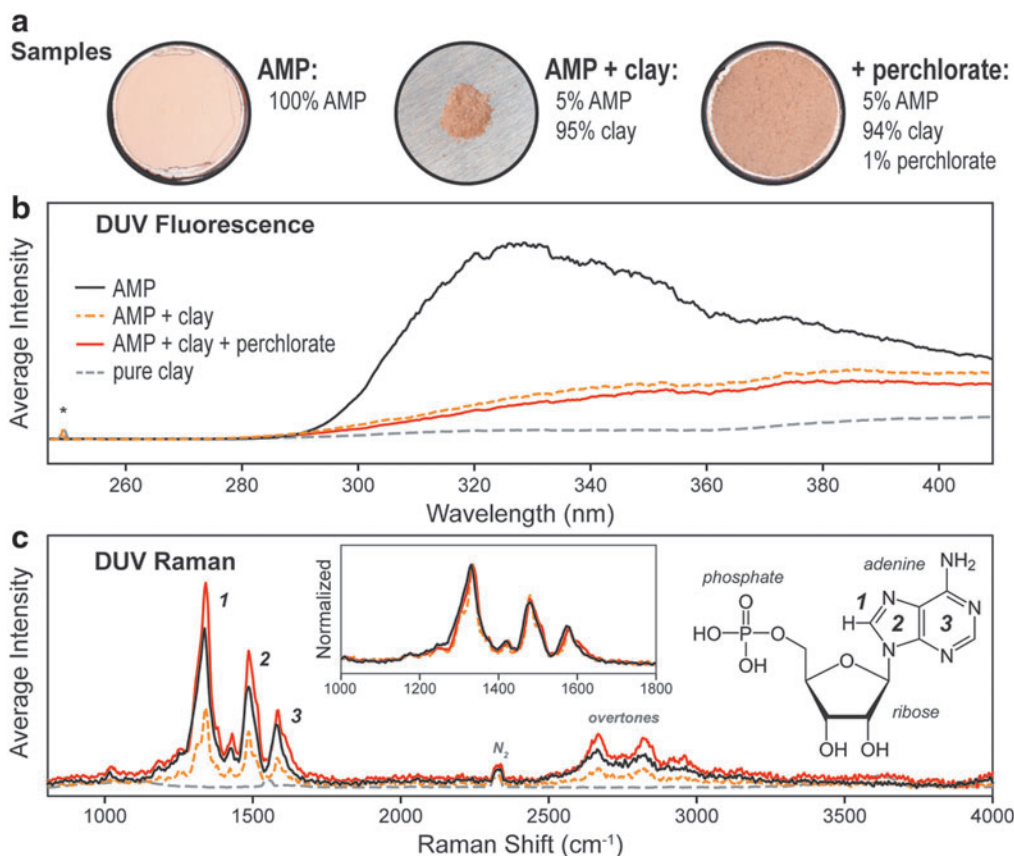 a
Samples
AMP:
100% AMP
AMP + clay:
5% AMP
95% clay
+ perchlorate:
5% AMP
94% clay
1% perchlorate
b
DUV Fluorescence
Average Intensity
AMP
AMP + clay
AMP + clay + perchlorate
pure clay
*
260 280 300 320 340 360 380 400
Wavelength (nm)
c
DUV Raman
Average Intensity
1
2
3
Normalized
1000 1200 1400 1600 1800
N₂
overtones
phosphate
adenine
NH₂
O
HO P O
OH
1
H
N
2
N
3
N
N
O
ribose
OH OH
1000 1500 2000 2500 3000 3500 4000
Raman Shift (cm⁻¹)